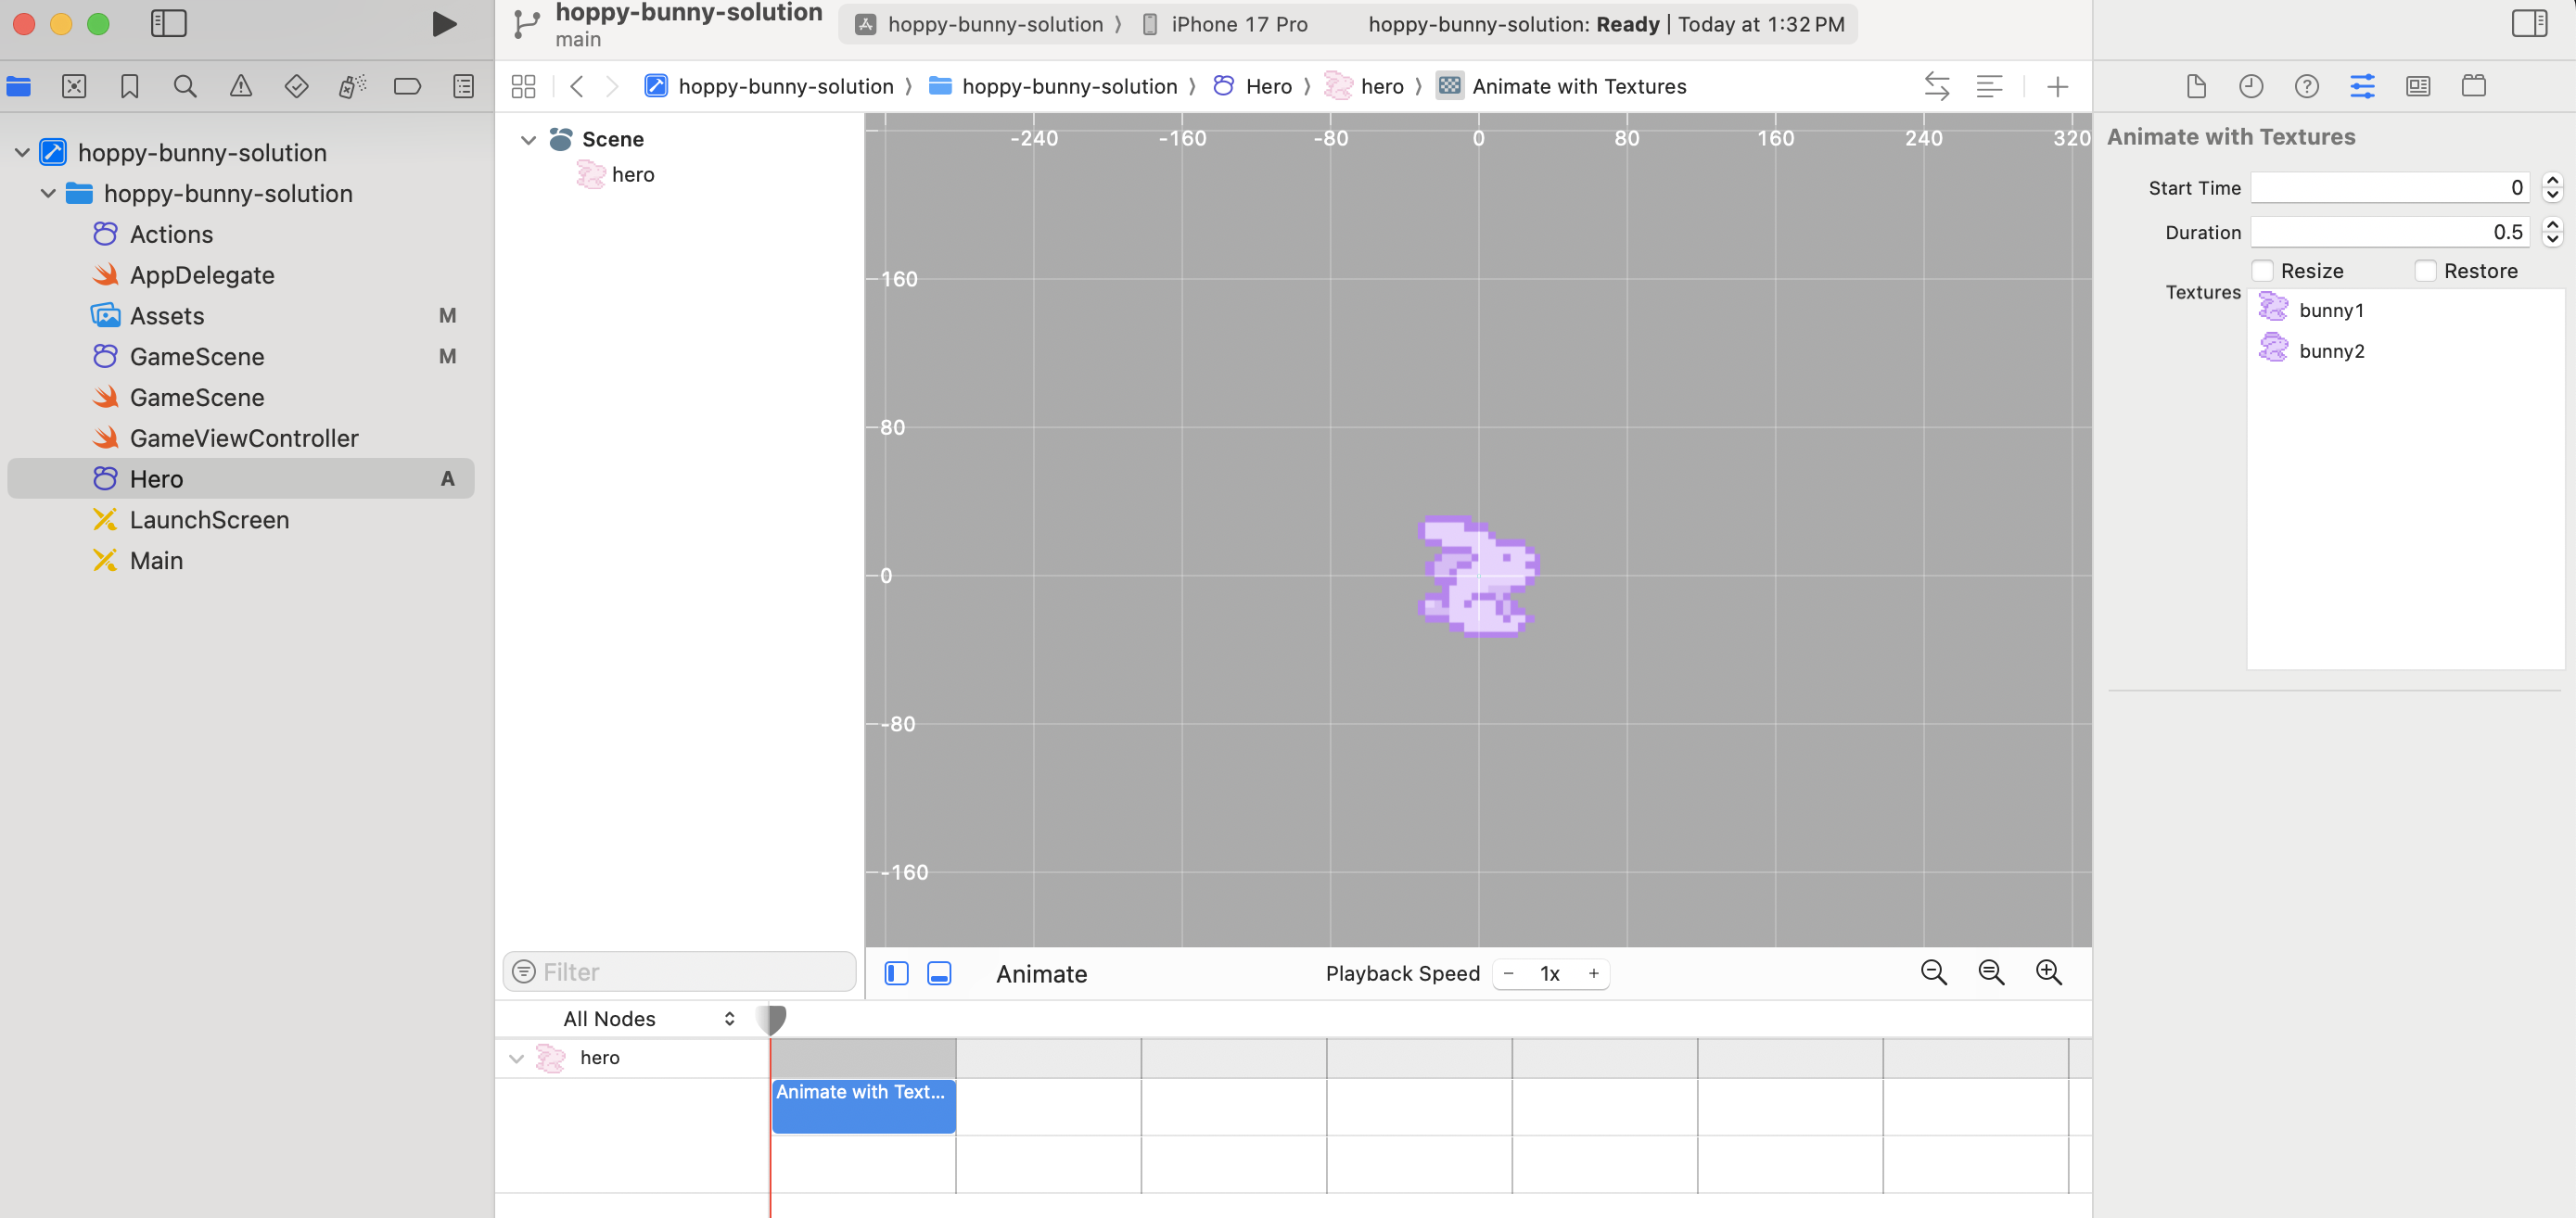 hoppy-bunny-solution
main
hoppy-bunny-solution 〉 iPhone 17 Pro
hoppy-bunny-solution: Ready | Today at 1:32 PM
hoppy-bunny-solution 〉 hoppy-bunny-solution 〉 Hero 〉 hero 〉 Animate with Textures
hoppy-bunny-solution
hoppy-bunny-solution
Actions
AppDelegate
Assets M
GameScene M
GameScene
GameViewController
Hero A
LaunchScreen
Main
Scene
hero
Filter
-240 -160 -80 0 80 160 240 320
160
80
0
-80
-160
Animate
Playback Speed - 1x +
All Nodes
hero
Animate with Text...
Animate with Textures
Start Time 0
Duration 0.5
Resize Restore
Textures
bunny1
bunny2